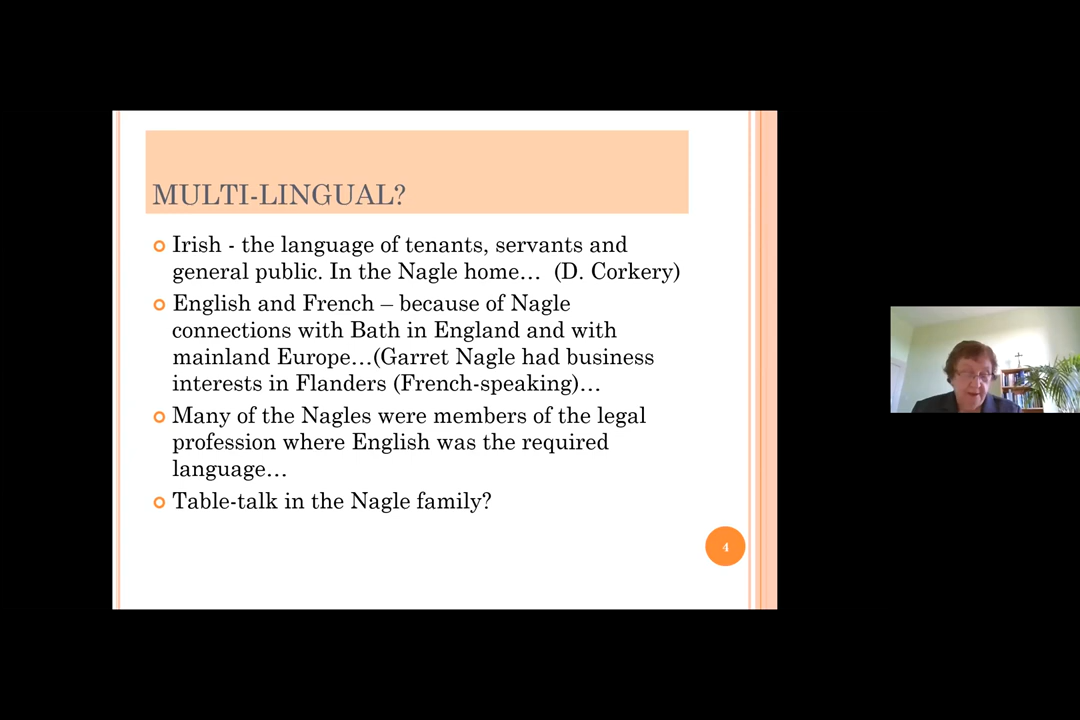 MULTI-LINGUAL?
Irish - the language of tenants, servants and
general public. In the Nagle home… (D. Corkery)
English and French – because of Nagle
connections with Bath in England and with
mainland Europe…(Garret Nagle had business
interests in Flanders (French-speaking)…
Many of the Nagles were members of the legal
profession where English was the required
language…
Table-talk in the Nagle family?
4